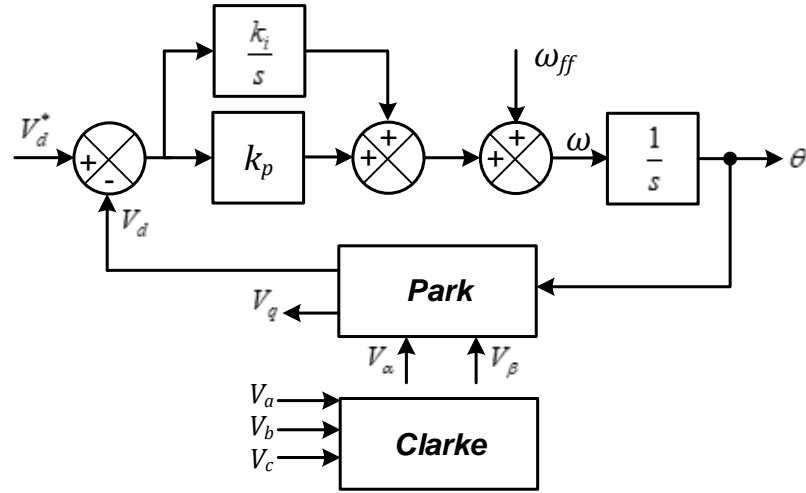 k_i
s
ω_ff
V_d^*
+
-
k_p
+
+
+
+
ω
1
s
θ
V_d
Park
V_q
V_α
V_β
V_a
V_b
V_c
Clarke